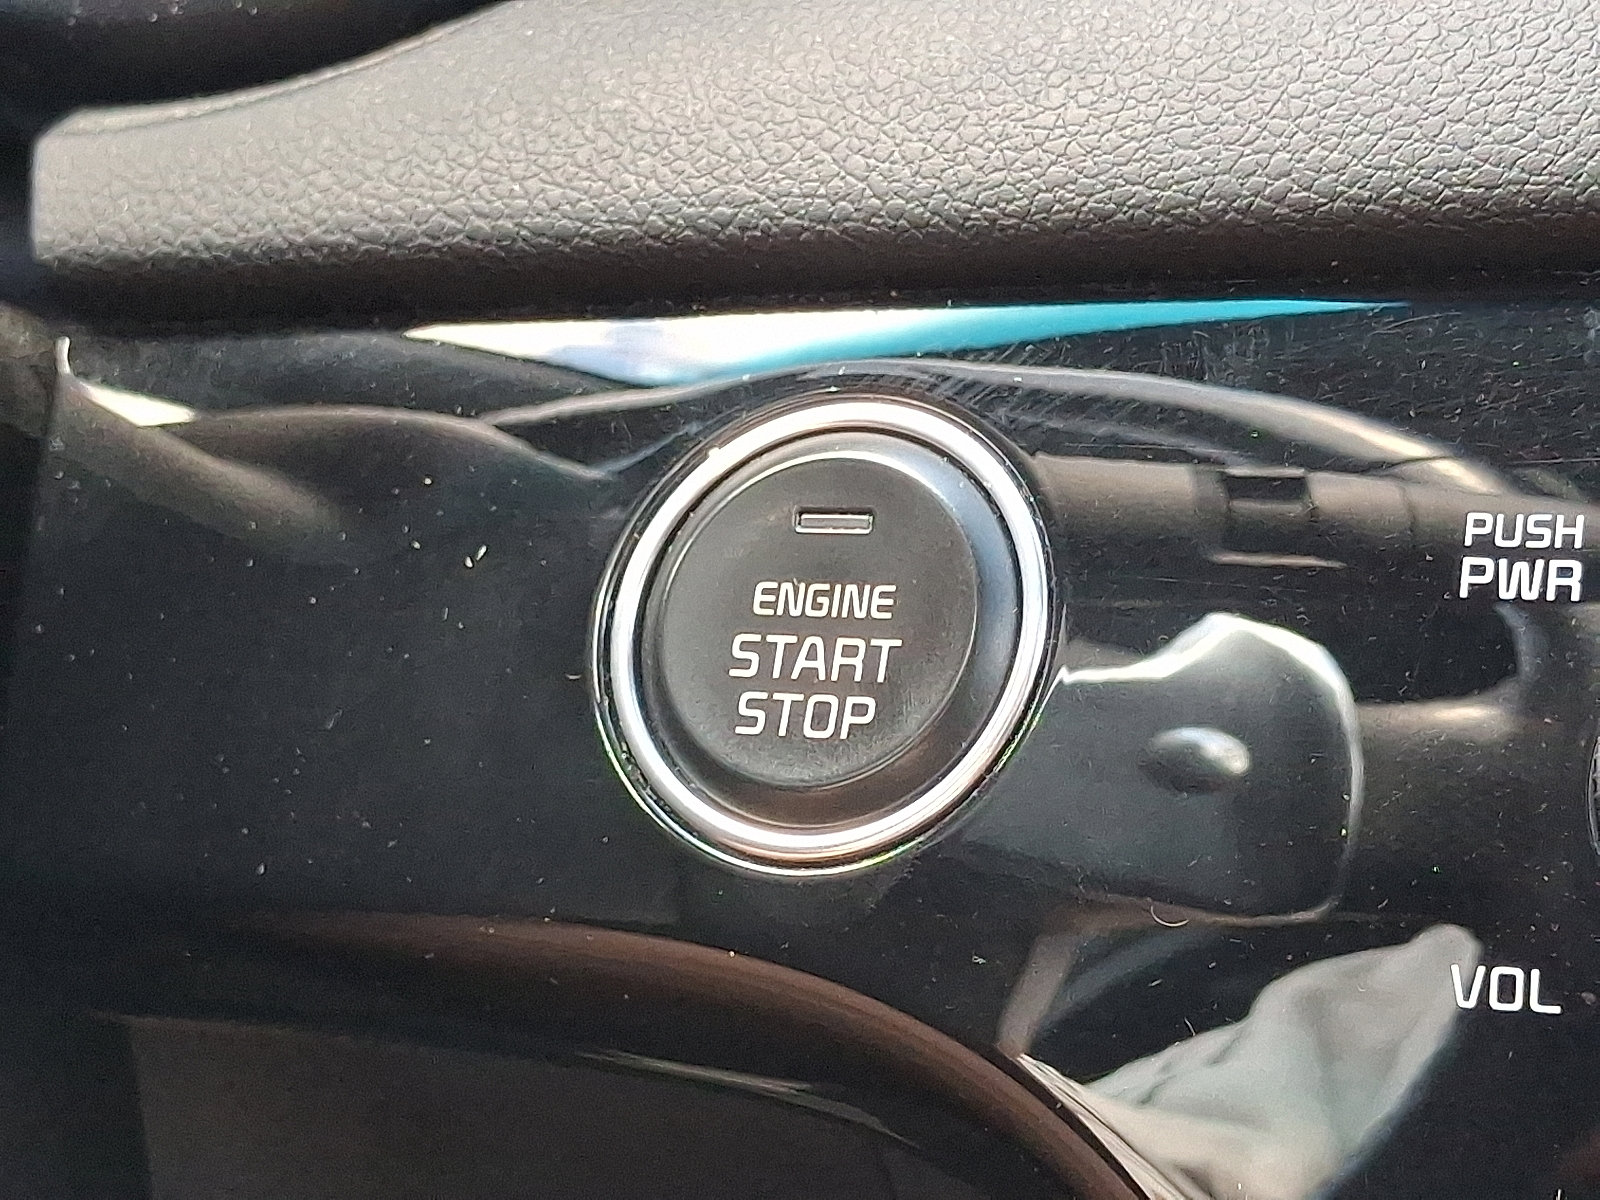 ENGINE
START
STOP
PUSH
PWR
VOL